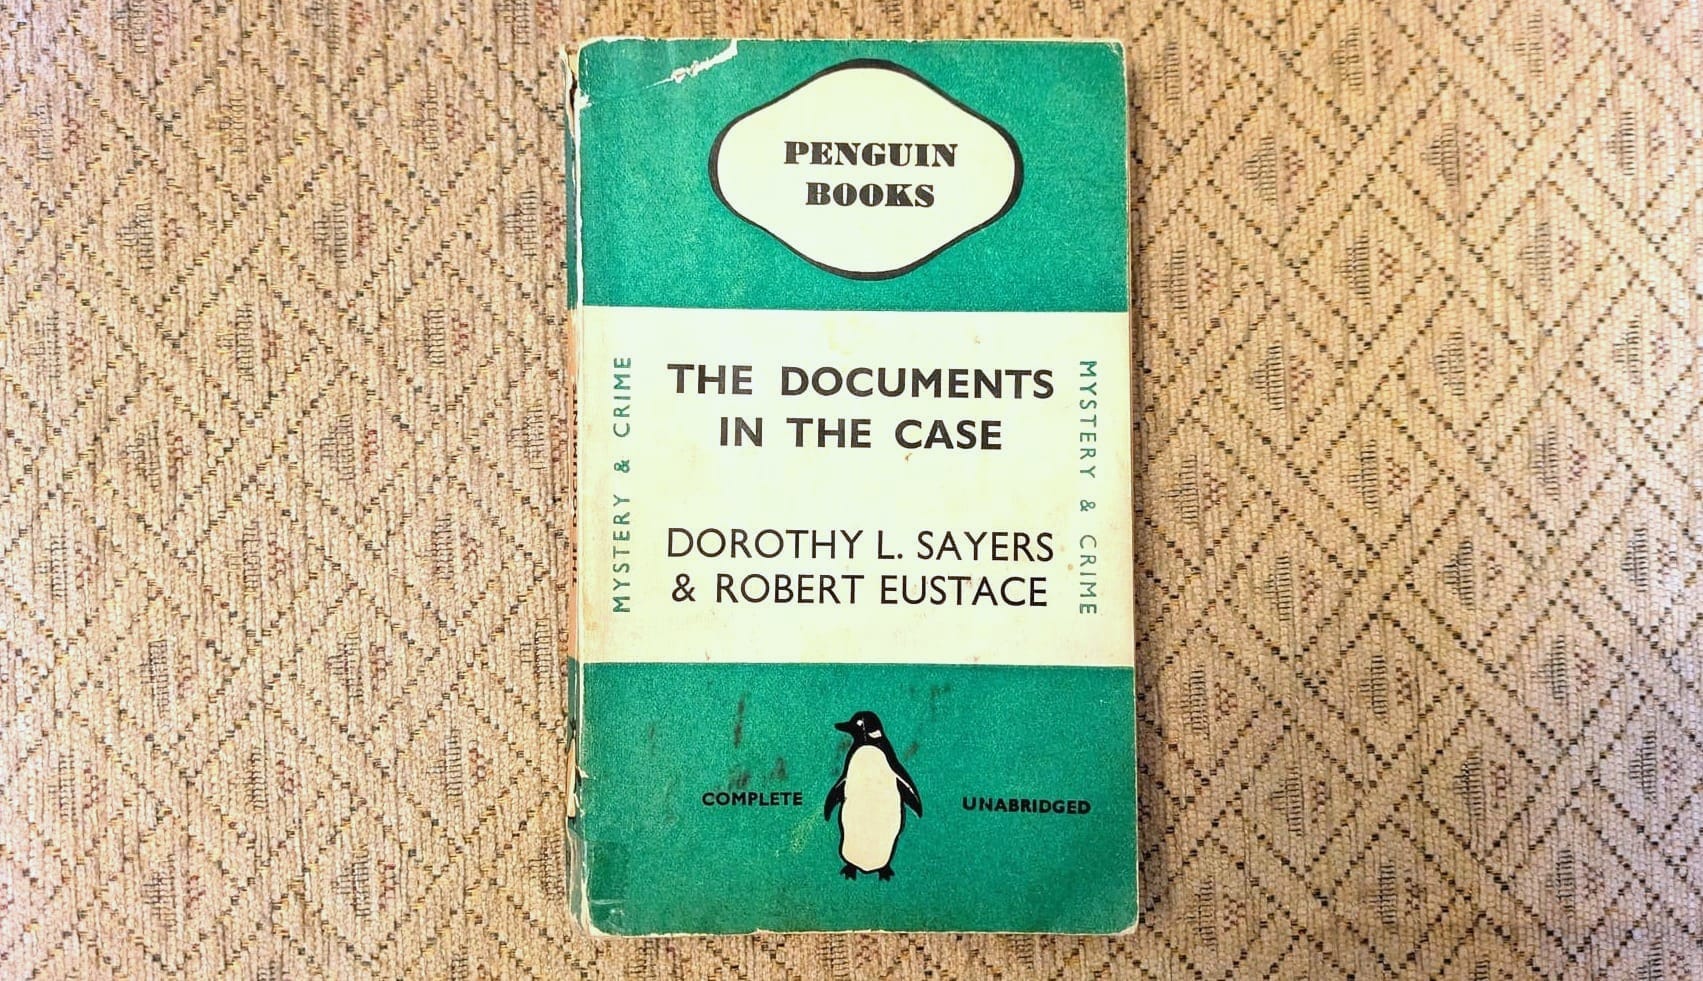 PENGUIN
BOOKS
THE DOCUMENTS
IN THE CASE
DOROTHY L. SAYERS
& ROBERT EUSTACE
MYSTERY & CRIME
MYSTERY & CRIME
COMPLETE
UNABRIDGED